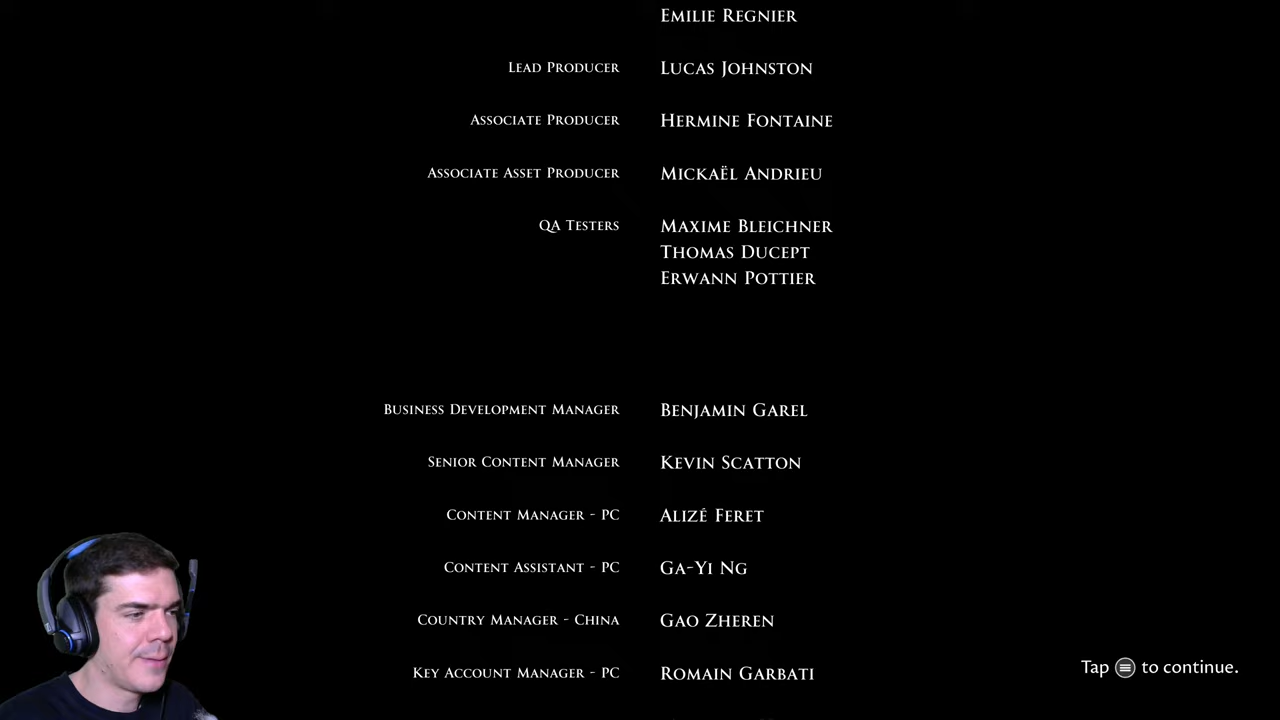 Emilie Regnier
Lead Producer Lucas Johnston
Associate Producer Hermine Fontaine
Associate Asset Producer Mickaël Andrieu
QA Testers Maxime Bleichner
Thomas Ducept
Erwann Pottier
Business Development Manager Benjamin Garel
Senior Content Manager Kevin Scatton
Content Manager - PC Alizé Feret
Content Assistant - PC Ga-Yi Ng
Country Manager - China Gao Zheren
Key Account Manager - PC Romain Garbati
Tap to continue.